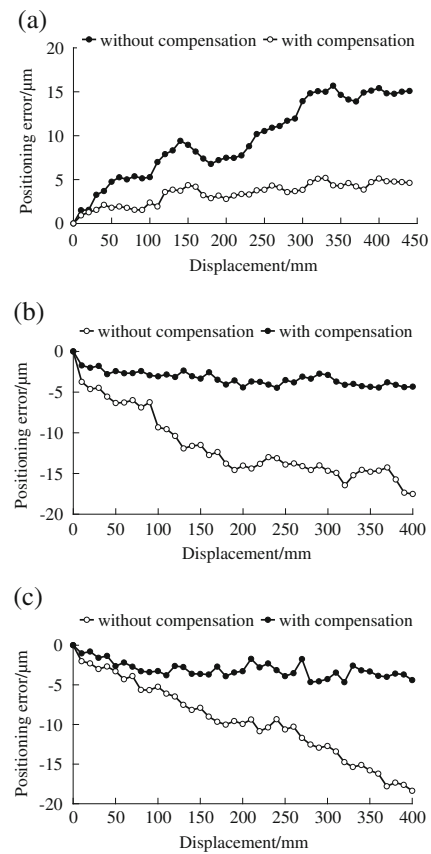 (a)
without compensation with compensation
20
15
10
5
0
Positioning error/μm
0 50 100 150 200 250 300 350 400 450
Displacement/mm
(b)
without compensation with compensation
0
-5
-10
-15
-20
Positioning error/μm
0 50 100 150 200 250 300 350 400
Displacement/mm
(c)
without compensation with compensation
0
-5
-10
-15
-20
Positioning error/μm
0 50 100 150 200 250 300 350 400
Displacement/mm